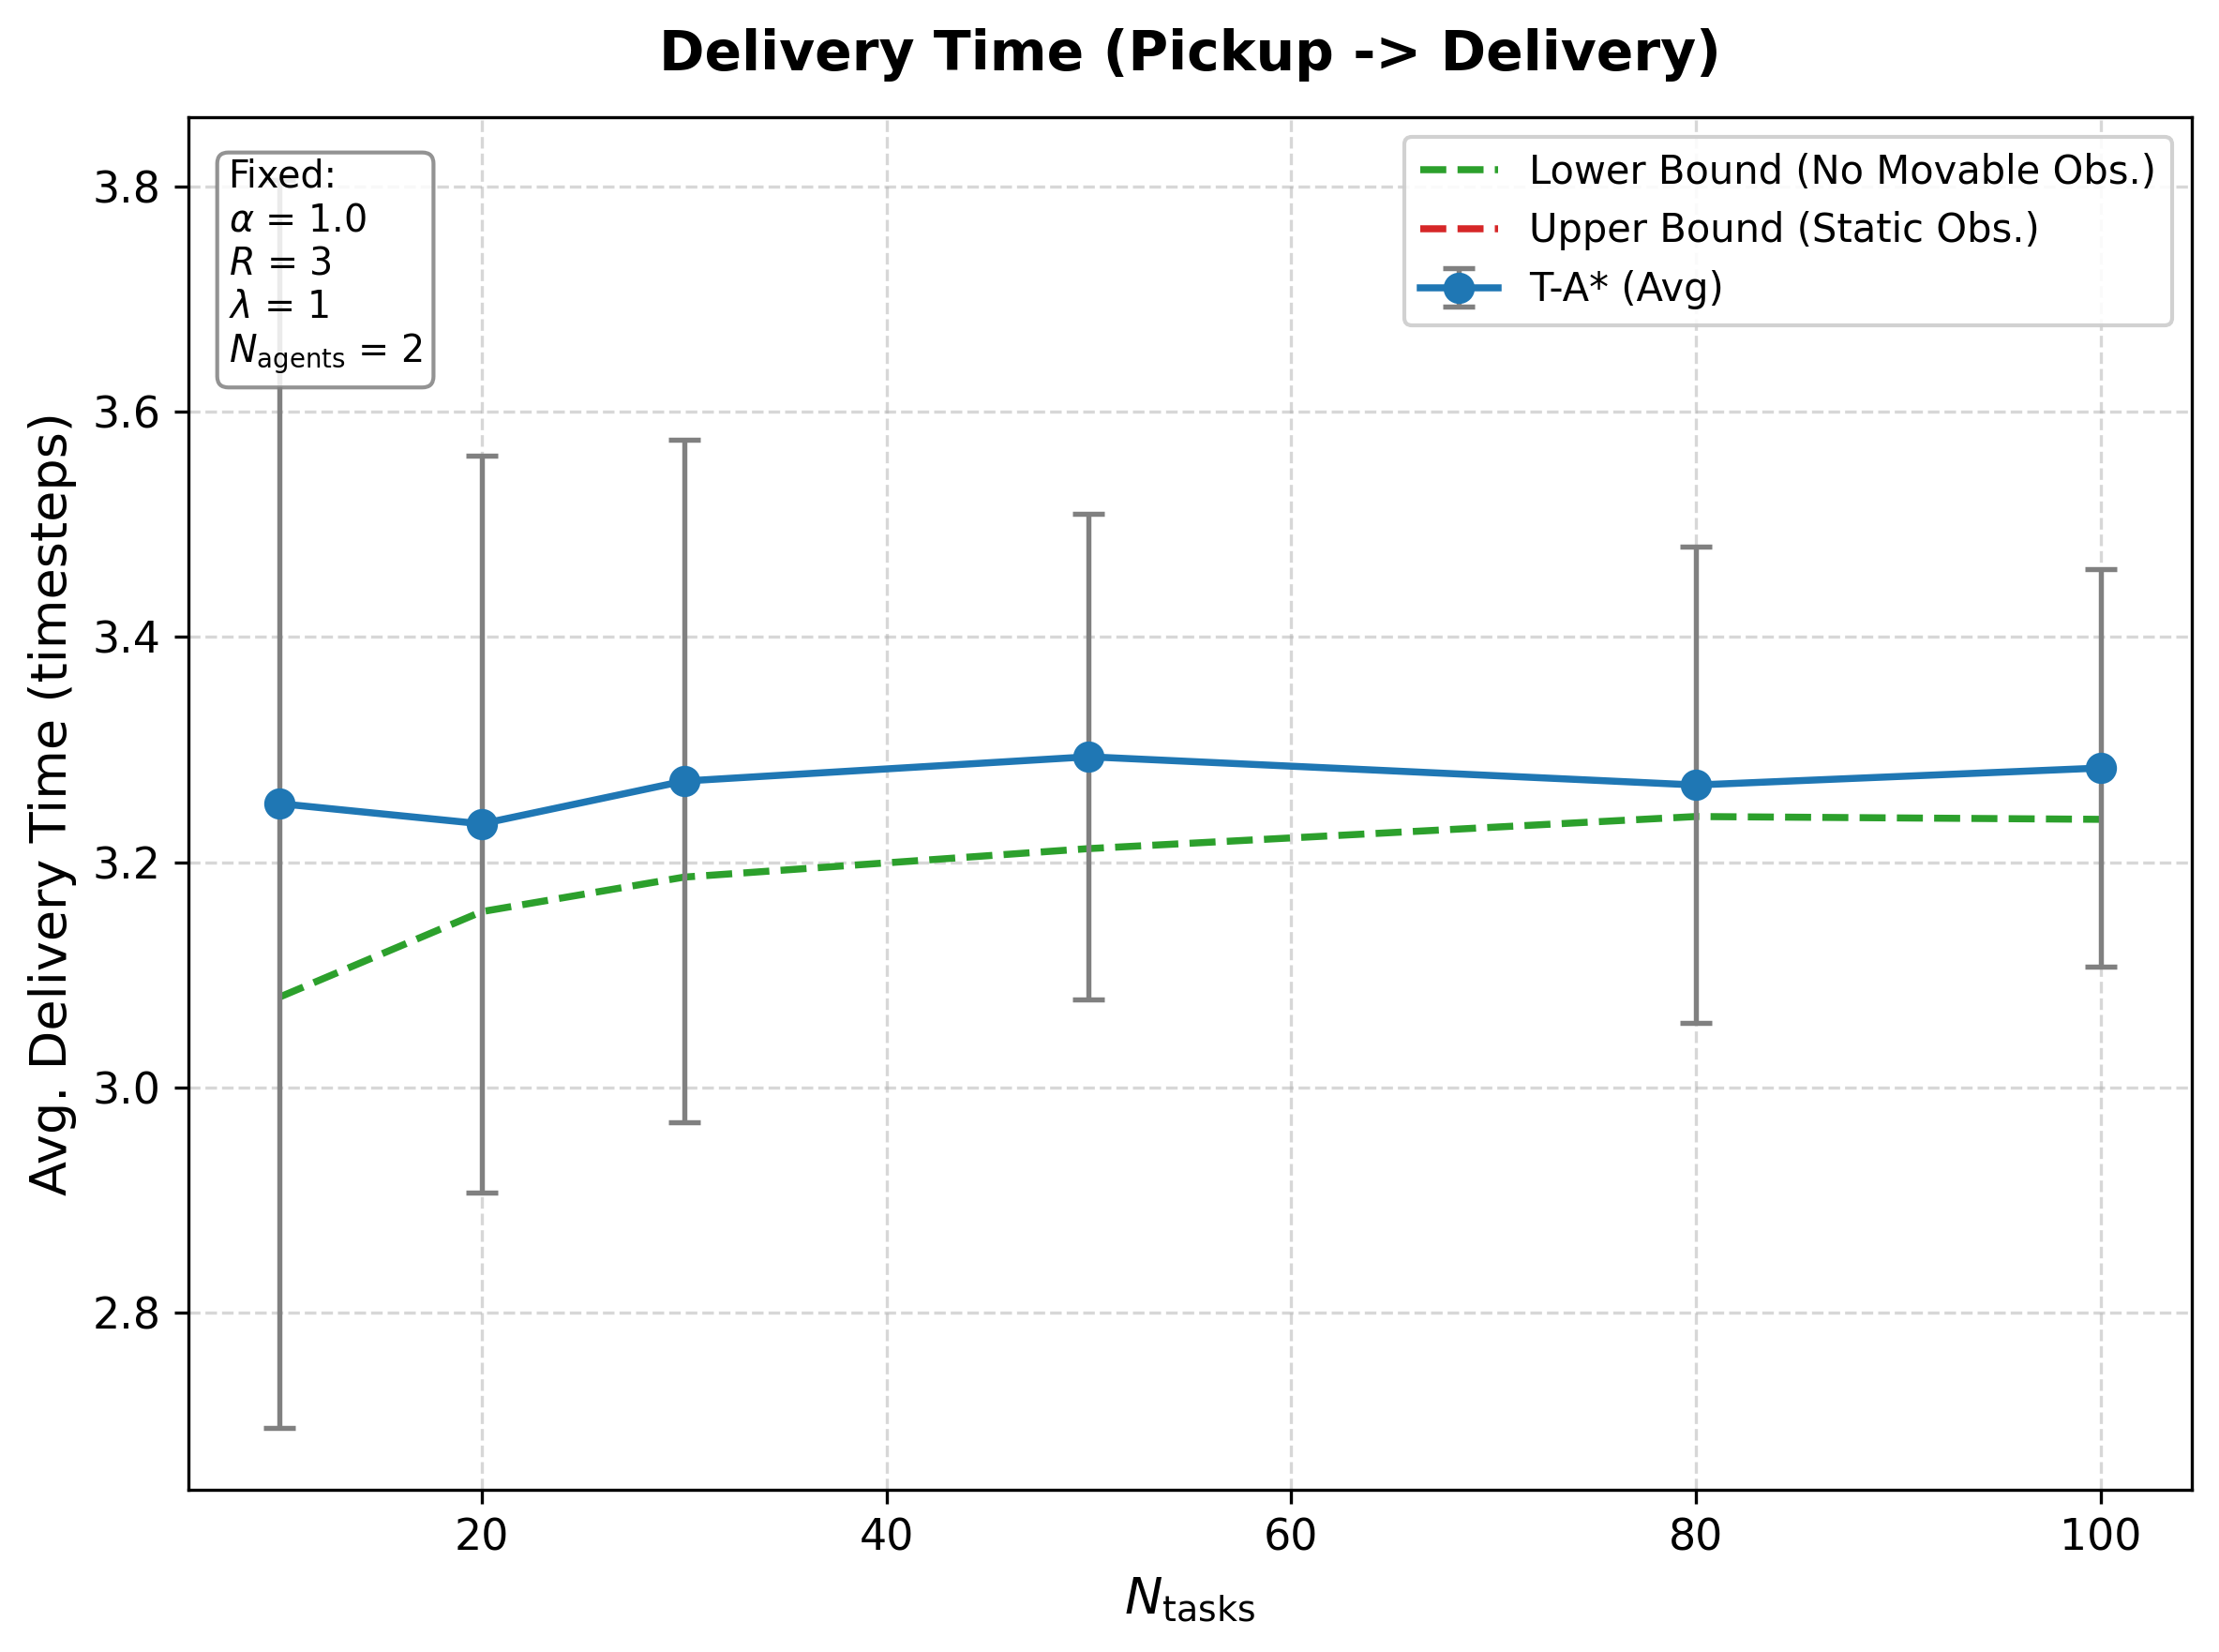 Delivery Time (Pickup -> Delivery)
Fixed:
α = 1.0
R = 3
λ = 1
N_agents = 2
Lower Bound (No Movable Obs.)
Upper Bound (Static Obs.)
T-A* (Avg)
Avg. Delivery Time (timesteps)
3.8
3.6
3.4
3.2
3.0
2.8
20 40 60 80 100
N_tasks